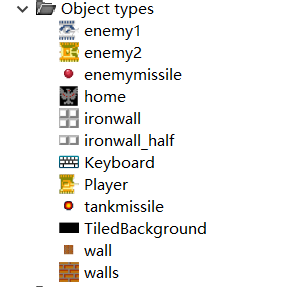 Object types
enemy1
enemy2
enemymissile
home
ironwall
ironwall_half
Keyboard
Player
tankmissile
TiledBackground
wall
walls